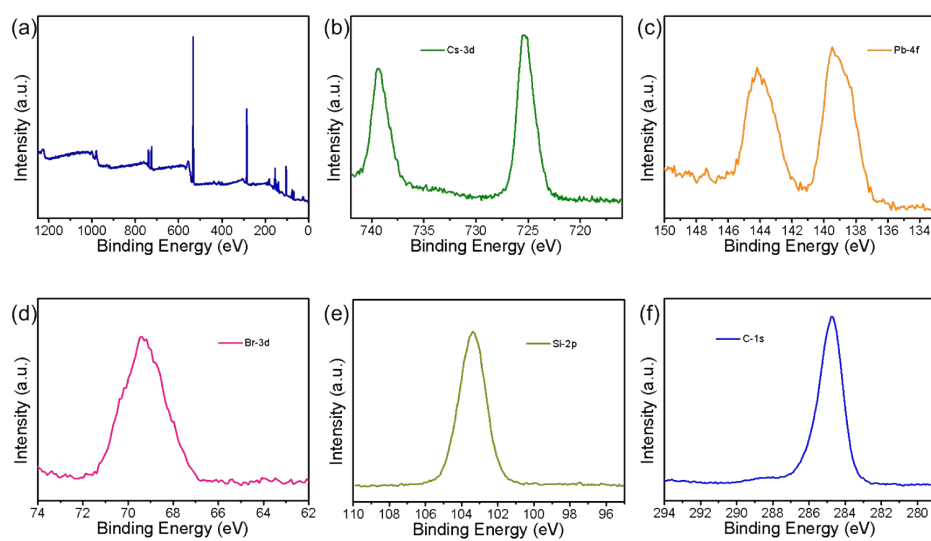 (a)
Intensity (a.u.)
1200 1000 800 600 400 200 0
Binding Energy (eV)
(b)
Cs-3d
Intensity (a.u.)
740 735 730 725 720
Binding Energy (eV)
(c)
Pb-4f
Intensity (a.u.)
150 148 146 144 142 140 138 136 134
Binding Energy (eV)
(d)
Br-3d
Intensity (a.u.)
74 72 70 68 66 64 62
Binding Energy (eV)
(e)
Si-2p
Intensity (a.u.)
110 108 106 104 102 100 98 96
Binding Energy (eV)
(f)
C-1s
Intensity (a.u.)
294 292 290 288 286 284 282 280
Binding Energy (eV)